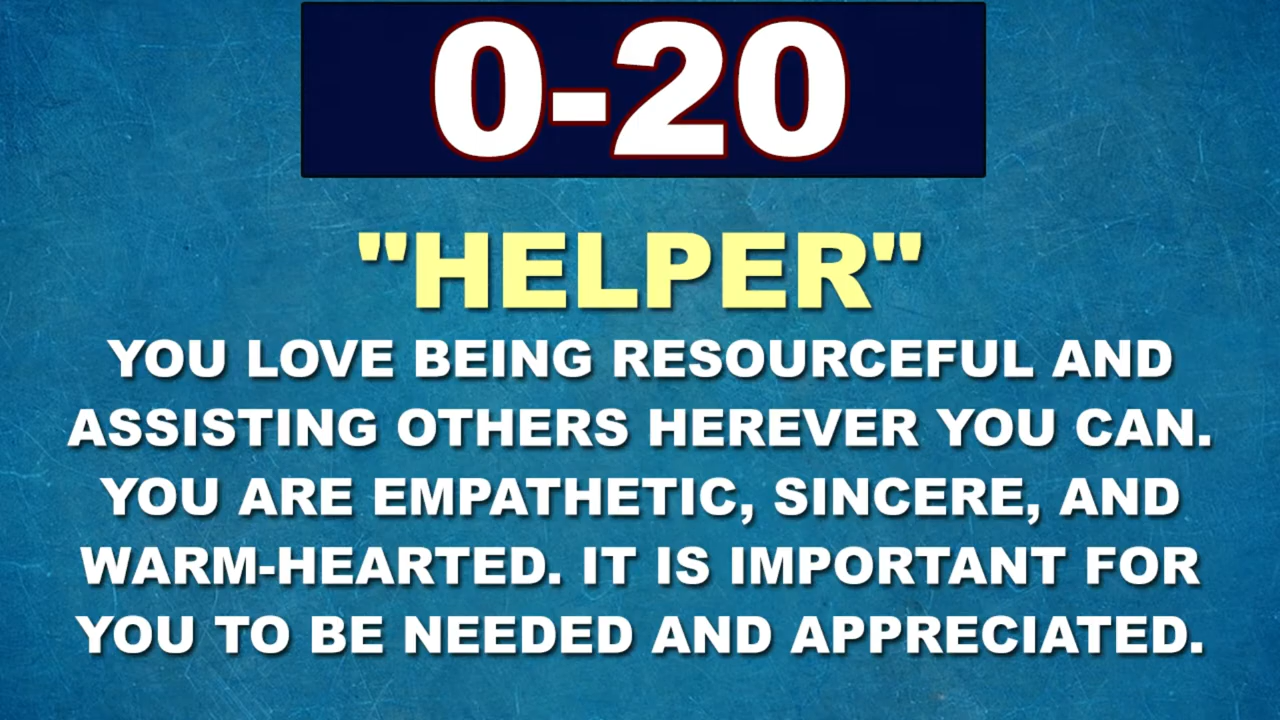 0-20
"HELPER"
YOU LOVE BEING RESOURCEFUL AND
ASSISTING OTHERS HEREVER YOU CAN.
YOU ARE EMPATHETIC, SINCERE, AND
WARM-HEARTED. IT IS IMPORTANT FOR
YOU TO BE NEEDED AND APPRECIATED.